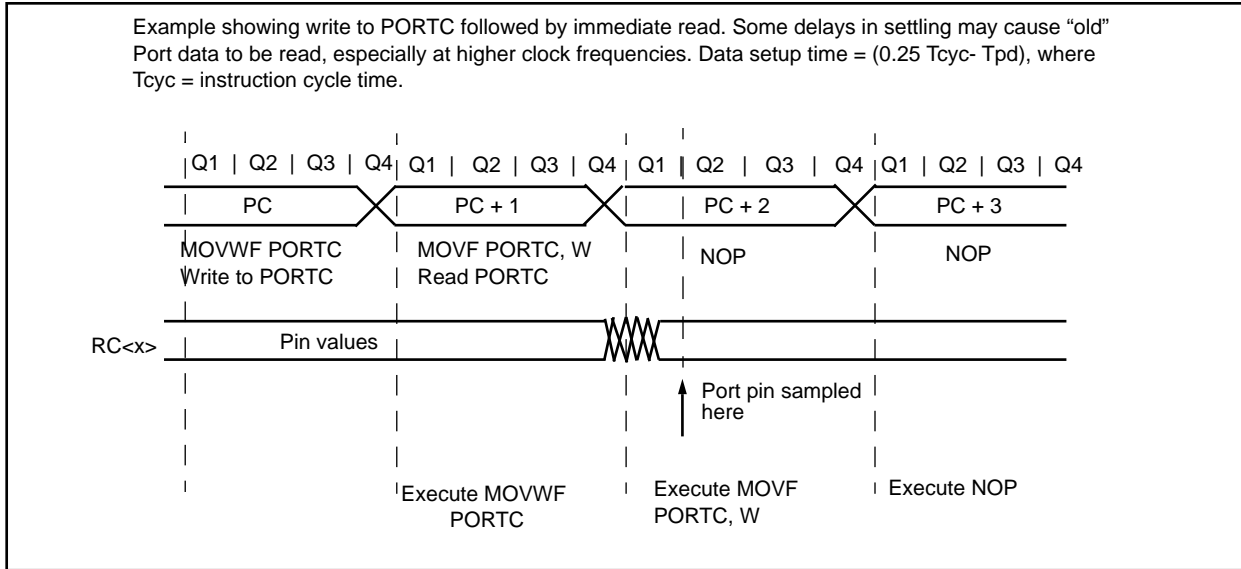 Example showing write to PORTC followed by immediate read. Some delays in settling may cause “old”
Port data to be read, especially at higher clock frequencies. Data setup time = (0.25 Tcyc- Tpd), where
Tcyc = instruction cycle time.
Q1 | Q2 | Q3 | Q4 Q1 | Q2 | Q3 | Q4 Q1 | Q2 | Q3 | Q4 Q1 | Q2 | Q3 | Q4
PC PC + 1 PC + 2 PC + 3
MOVWF PORTC MOVF PORTC, W NOP NOP
Write to PORTC Read PORTC
RC<x> Pin values
Port pin sampled
here
Execute MOVWF Execute MOVF Execute NOP
PORTC PORTC, W